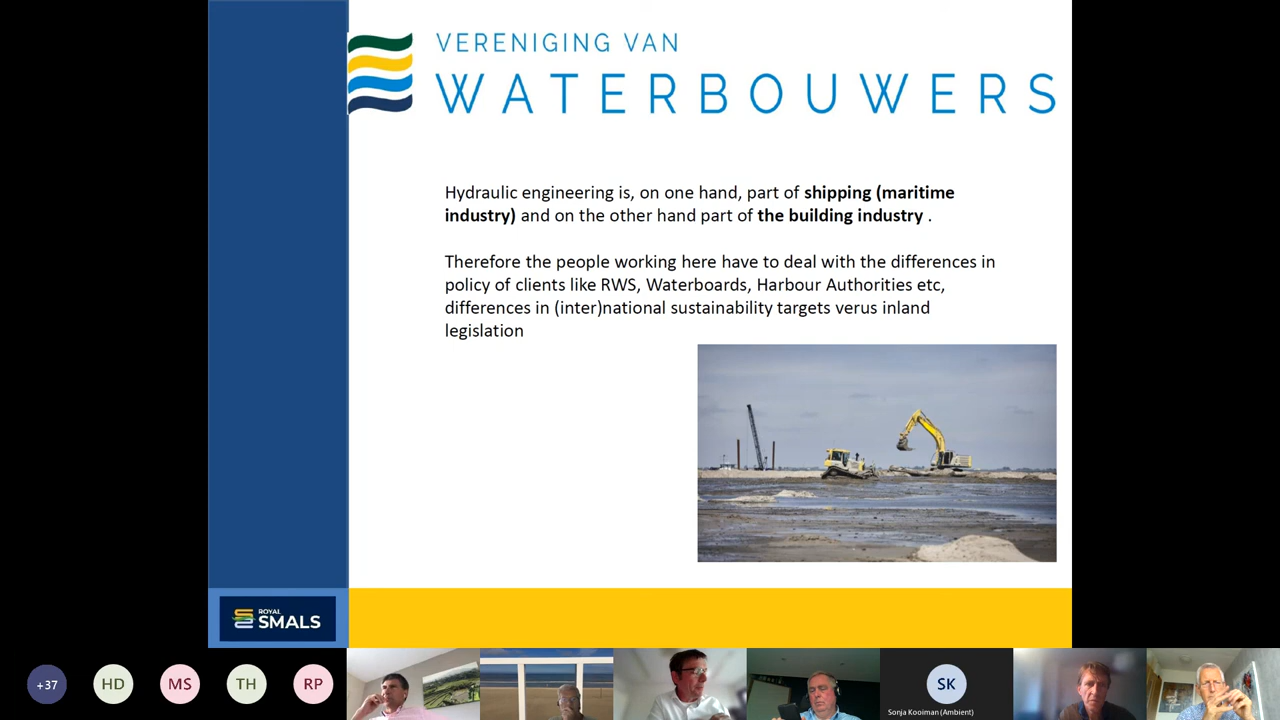 VERENIGING VAN
WATERBOUWERS
Hydraulic engineering is, on one hand, part of shipping (maritime
industry) and on the other hand part of the building industry .
Therefore the people working here have to deal with the differences in
policy of clients like RWS, Waterboards, Harbour Authorities etc,
differences in (inter)national sustainability targets verus inland
legislation
ROYAL
SMALS
+37
HD
MS
TH
RP
SK
Sonja Kooiman (Ambient)